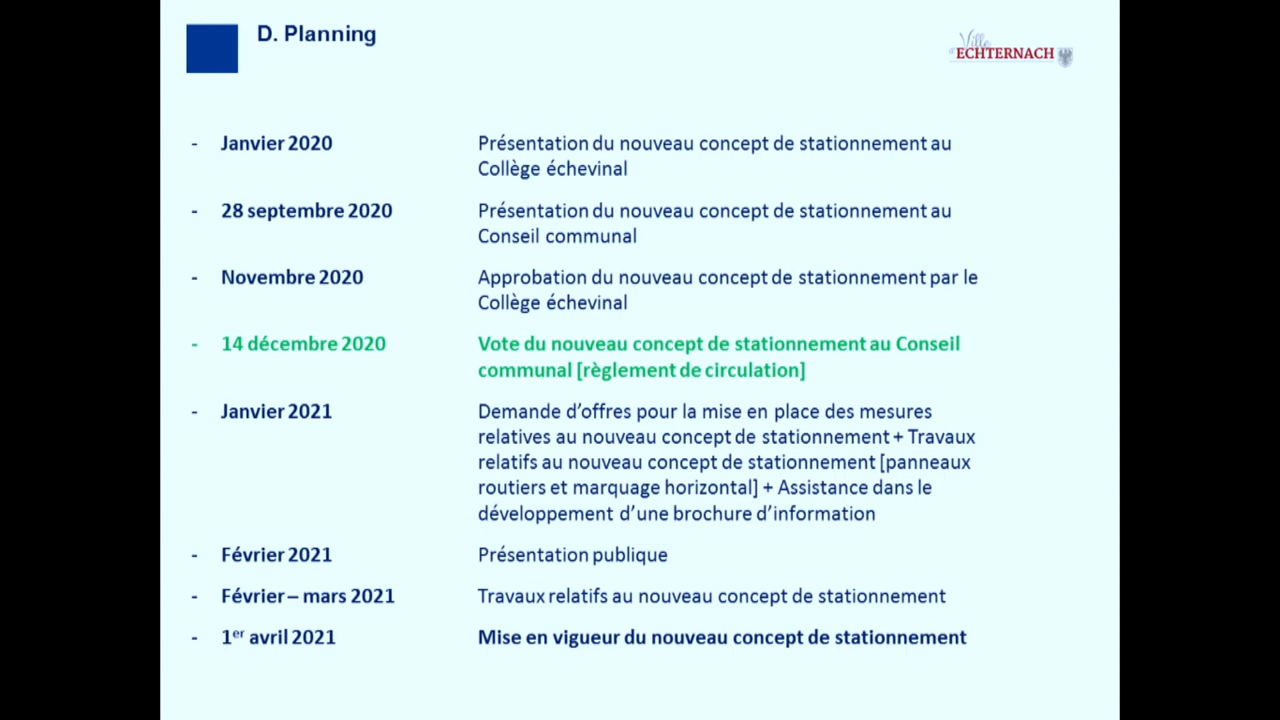 D. Planning
Ville
ECHTERNACH
- Janvier 2020 Présentation du nouveau concept de stationnement au
Collège échevinal
- 28 septembre 2020 Présentation du nouveau concept de stationnement au
Conseil communal
- Novembre 2020 Approbation du nouveau concept de stationnement par le
Collège échevinal
- 14 décembre 2020 Vote du nouveau concept de stationnement au Conseil
communal [règlement de circulation]
- Janvier 2021 Demande d’offres pour la mise en place des mesures
relatives au nouveau concept de stationnement + Travaux
relatifs au nouveau concept de stationnement [panneaux
routiers et marquage horizontal] + Assistance dans le
développement d’une brochure d’information
- Février 2021 Présentation publique
- Février – mars 2021 Travaux relatifs au nouveau concept de stationnement
- 1er avril 2021 Mise en vigueur du nouveau concept de stationnement